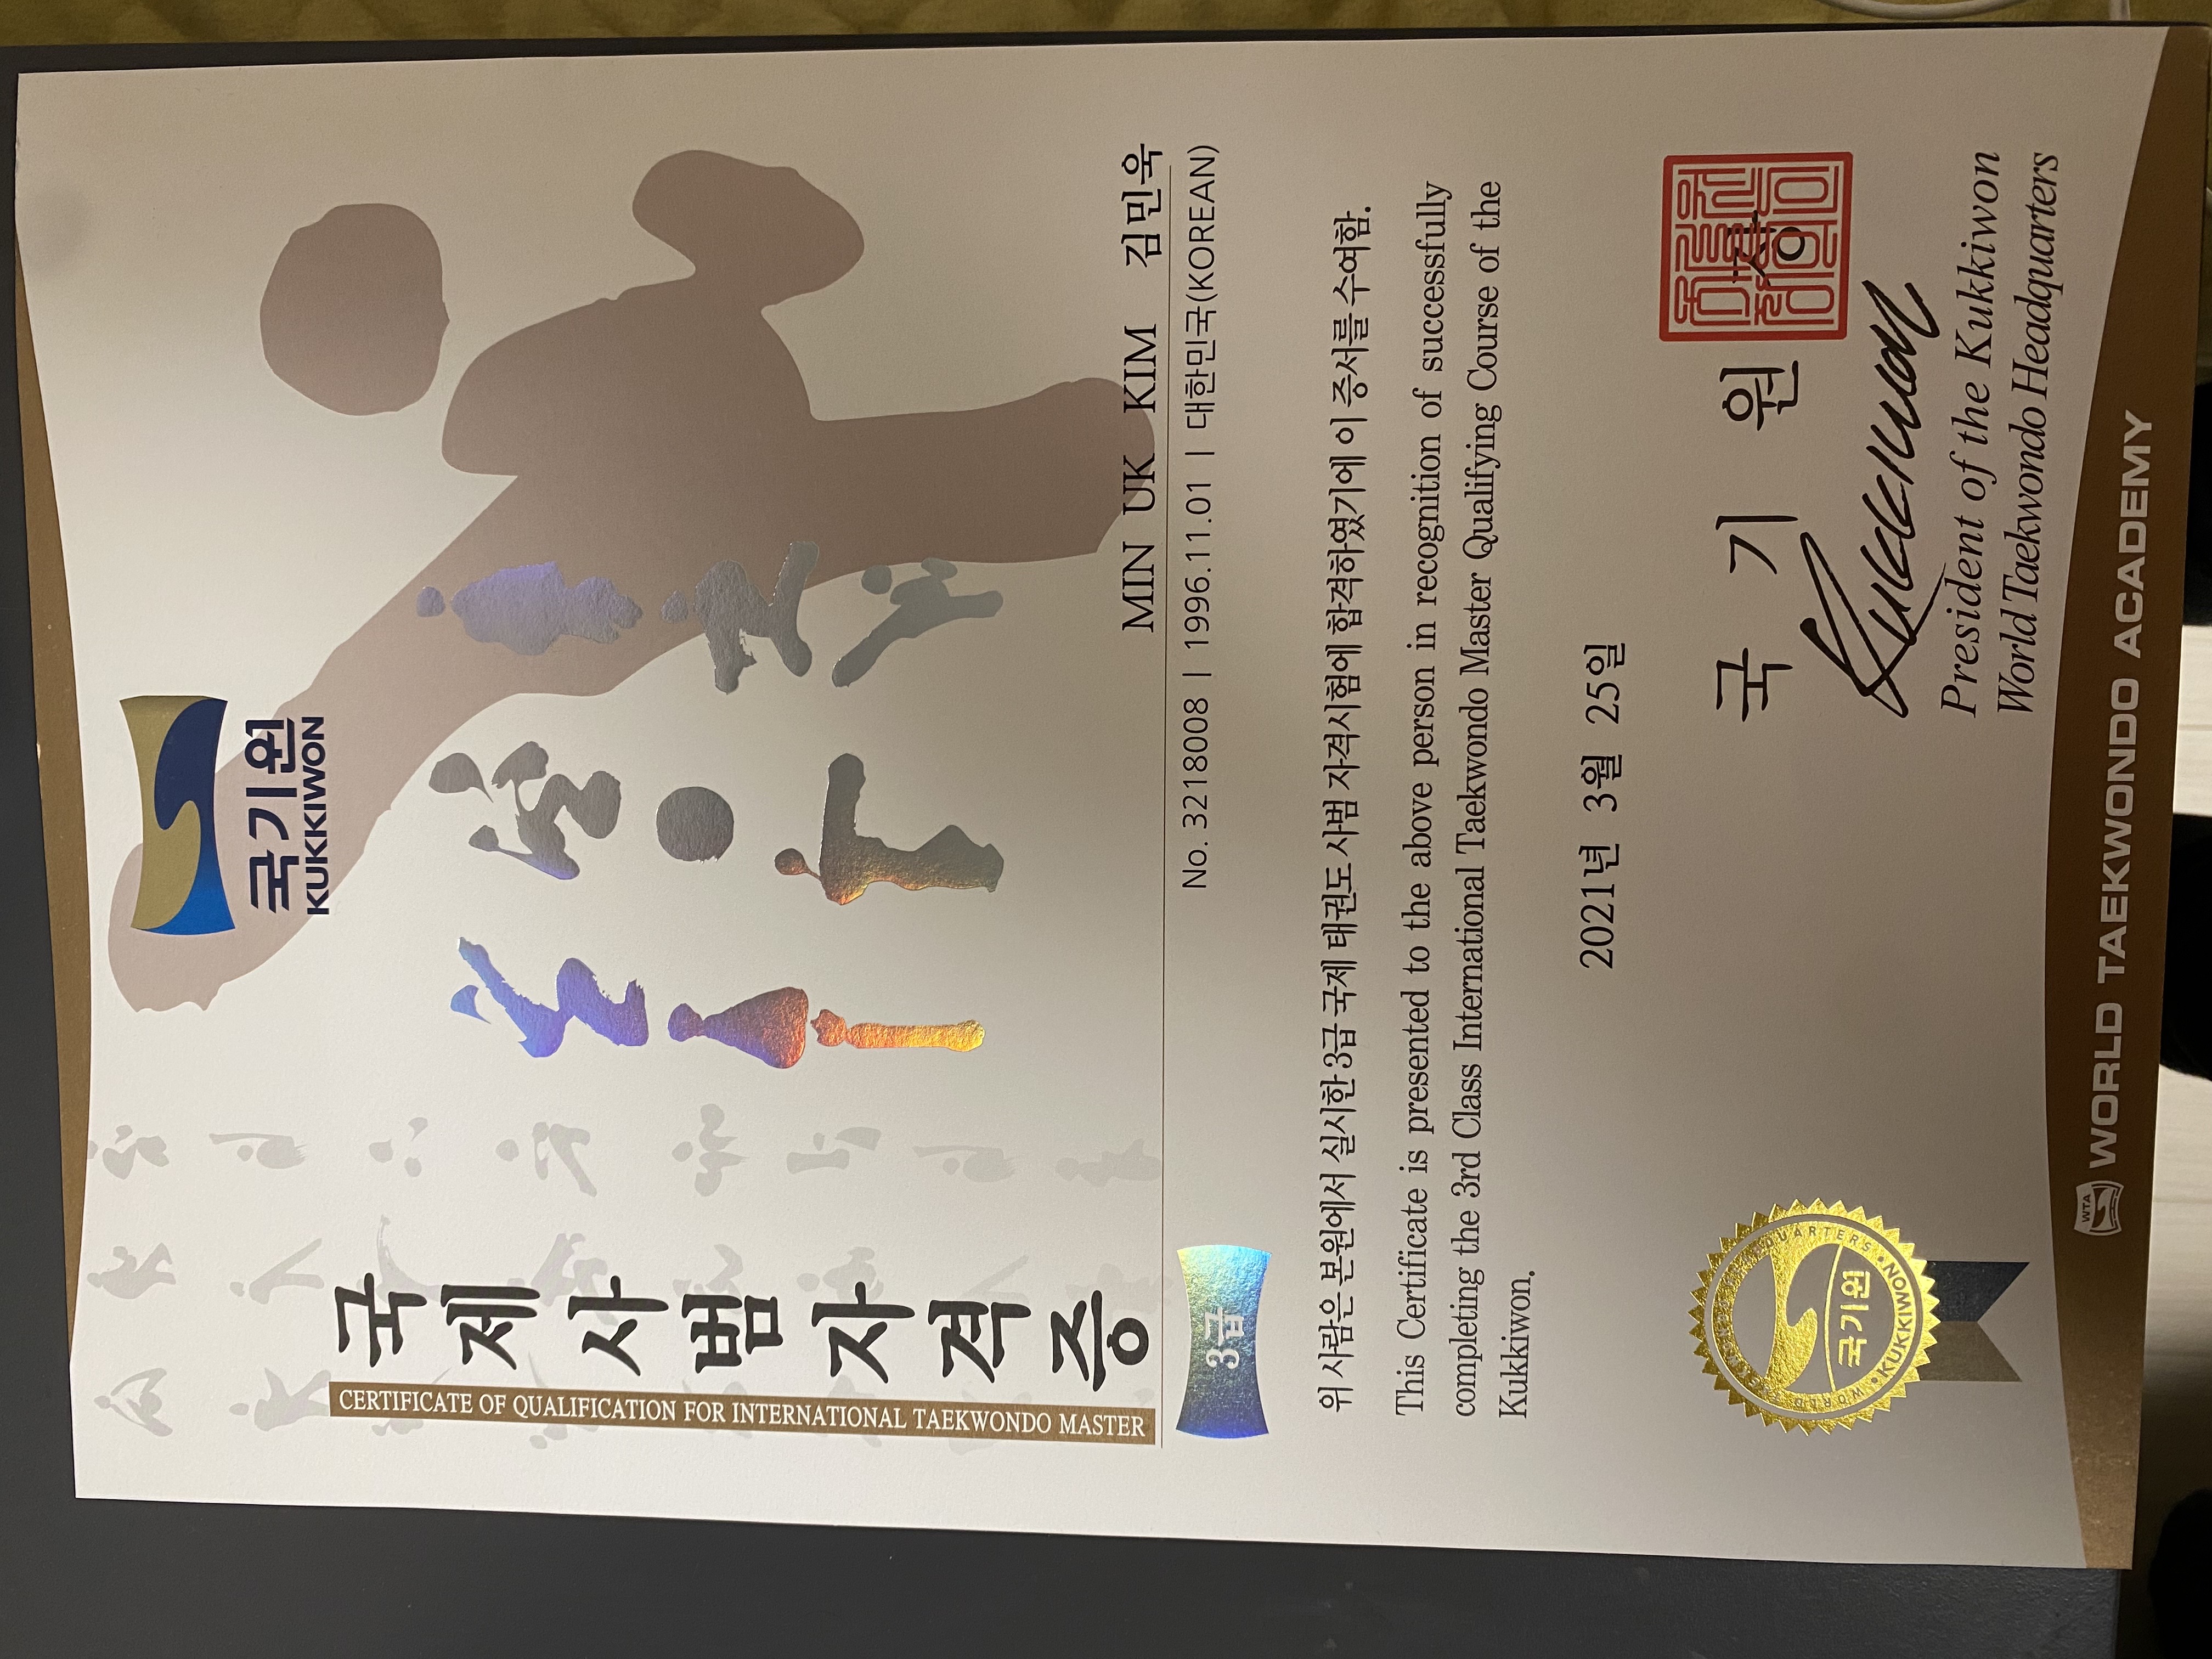 국기원
KUKKIWON
국제사범자격증
CERTIFICATE OF QUALIFICATION FOR INTERNATIONAL TAEKWONDO MASTER
3급
MIN UK KIM 김민욱
No. 3218008 | 1996.11.01 | 대한민국(KOREAN)
위 사람은 본원에서 실시한 3급 국제 태권도 사범 자격시험에 합격하였기에 이 증서를 수여함.
This Certificate is presented to the above person in recognition of successfully
completing the 3rd Class International Taekwondo Master Qualifying Course of the
Kukkiwon.
2021년 3월 25일
국 기 원 장
President of the Kukkiwon
World Taekwondo Headquarters
국기원
KUKKIWON
WTA
WORLD TAEKWONDO ACADEMY